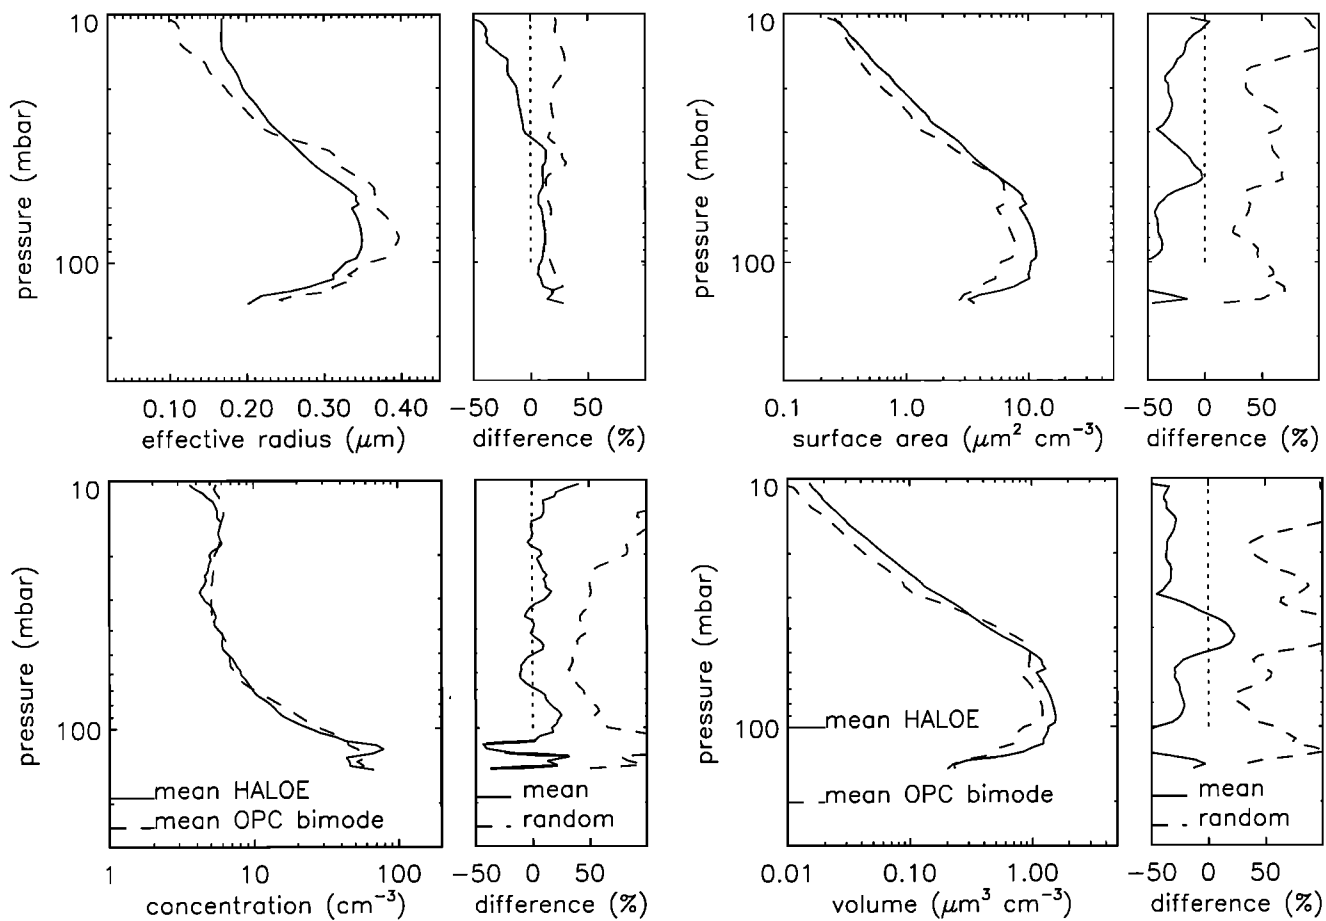 10
100
pressure (mbar)
0.10 0.20 0.30 0.40
effective radius (μm)
−50 0 50
difference (%)
10
100
pressure (mbar)
0.1 1.0 10.0
surface area (μm² cm⁻³)
−50 0 50
difference (%)
10
100
pressure (mbar)
mean HALOE
mean OPC bimode
1 10 100
concentration (cm⁻³)
mean
random
−50 0 50
difference (%)
10
100
pressure (mbar)
mean HALOE
mean OPC bimode
0.01 0.10 1.00
volume (μm³ cm⁻³)
mean
random
−50 0 50
difference (%)